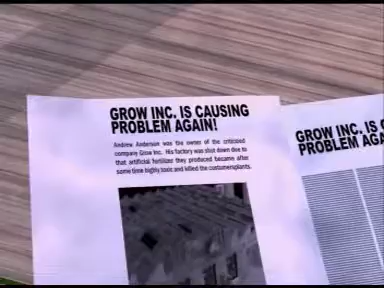 GROW INC. IS CAUSING
PROBLEM AGAIN!
Andrew Anderson was the owner of the criticized
company Grow Inc. His factory was shut down due to
that artificial fertilizer they produced became after
some time highly toxic and killed the customersplants.
GROW INC. IS C
PROBLEM AGA